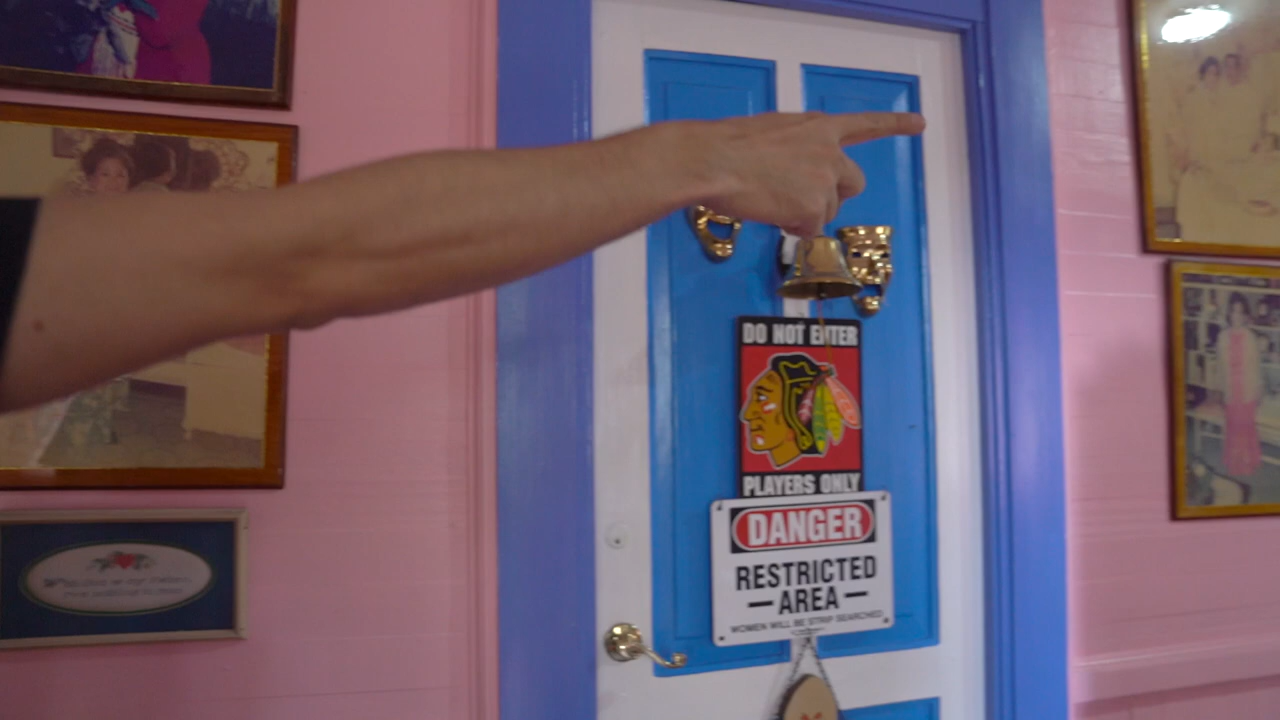 DO NOT ENTER
PLAYERS ONLY
DANGER
RESTRICTED
AREA
WOMEN WILL BE STRIP SEARCHED